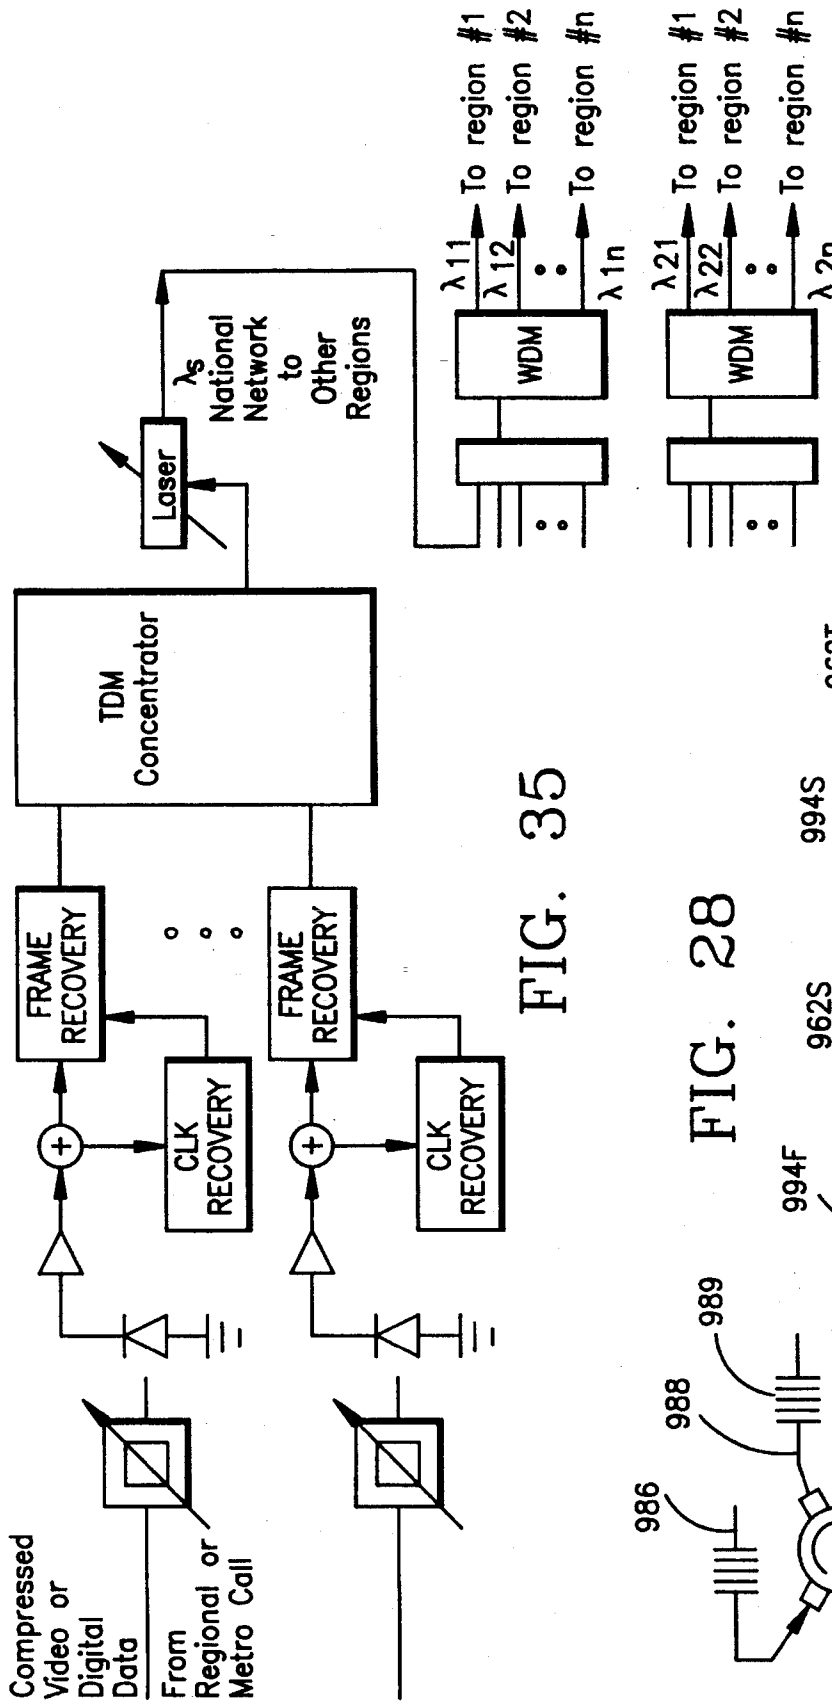 Compressed
Video or
Digital
Data
From
Regional or
Metro Call
CLK
RECOVERY
FRAME
RECOVERY
CLK
RECOVERY
FRAME
RECOVERY
TDM
Concentrator
Laser
λS
National
Network
to
Other
Regions
WDM
λ11
λ12
λ1n
To region #1
To region #2
To region #n
WDM
λ21
λ22
λ2n
To region #1
To region #2
To region #n
FIG. 35
FIG. 28
986
988
989
994F
962S
994S